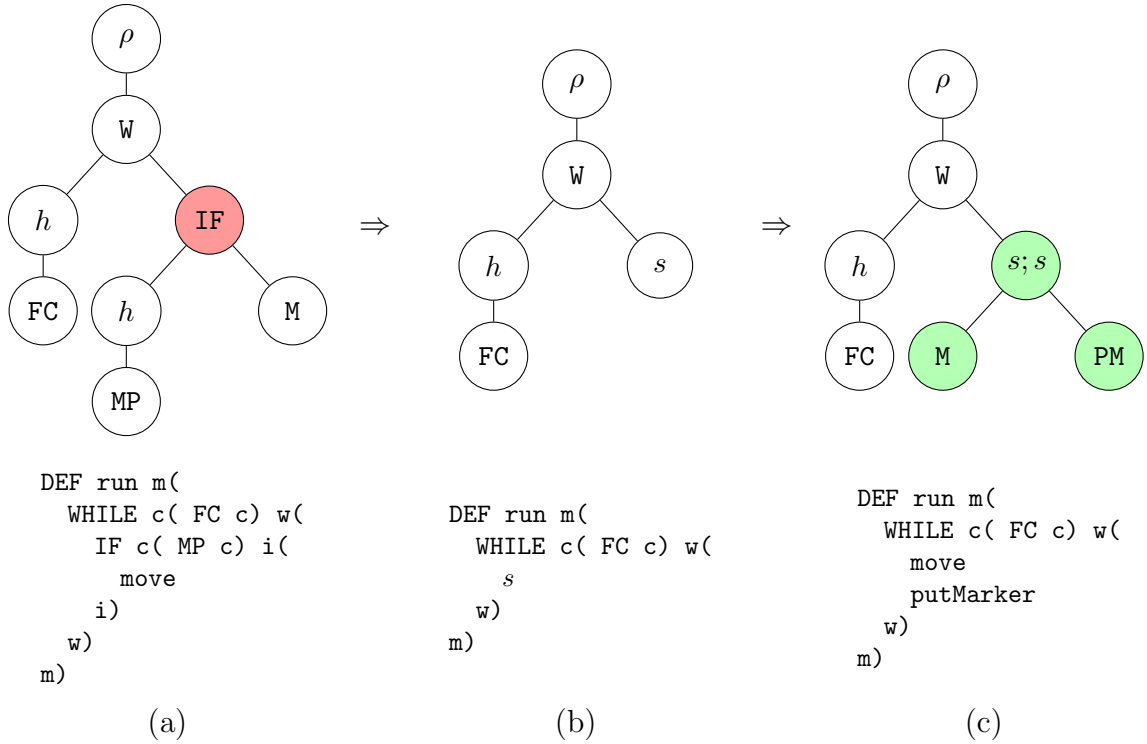 ρ
W
h IF
FC h M
MP
⇒
ρ
W
h s
FC
⇒
ρ
W
h s; s
FC M PM
DEF run m(
WHILE c( FC c) w(
IF c( MP c) i(
move
i)
w)
m)
DEF run m(
WHILE c( FC c) w(
s
w)
m)
DEF run m(
WHILE c( FC c) w(
move
putMarker
w)
m)
(a) (b) (c)